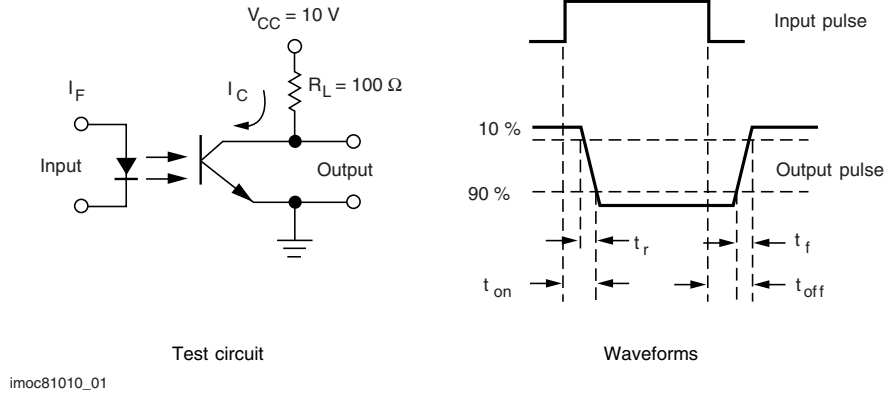 V_CC = 10 V
I_F
I_C
R_L = 100 Ω
Input
Output
Test circuit
Input pulse
10 %
Output pulse
90 %
t_r
t_f
t_on
t_off
Waveforms
imoc81010_01